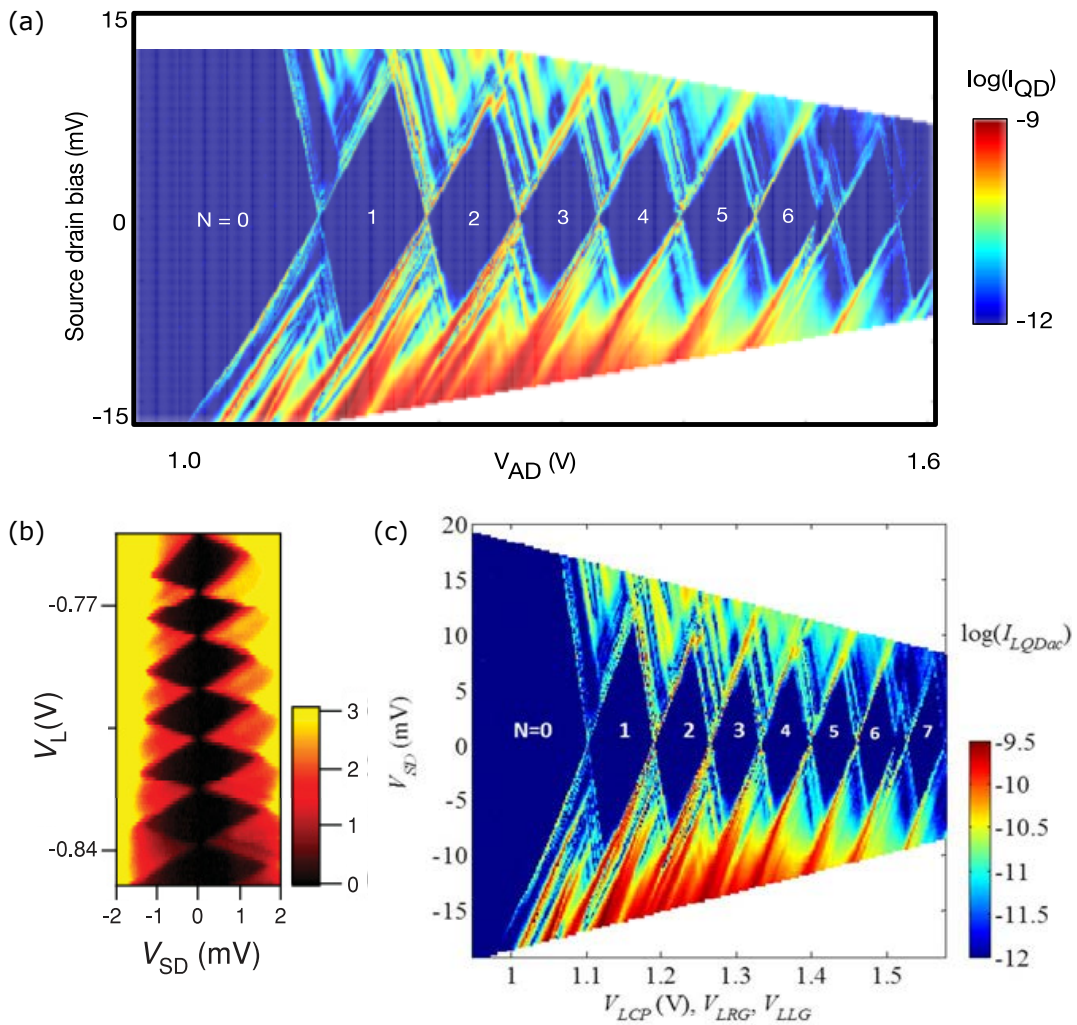 (a)
15
0
-15
Source drain bias (mV)
N = 0
1
2
3
4
5
6
1.0
V_AD (V)
1.6
log(I_QD)
-9
-12
(b)
-0.77
-0.84
V_L(V)
-2 -1 0 1 2
V_SD (mV)
3
2
1
0
(c)
20
15
10
5
0
-5
-10
-15
V_SD (mV)
N=0
1
2
3
4
5
6
7
1 1.1 1.2 1.3 1.4 1.5
V_LCP (V), V_LRG, V_LLG
log(I_LQDac)
-9.5
-10
-10.5
-11
-11.5
-12